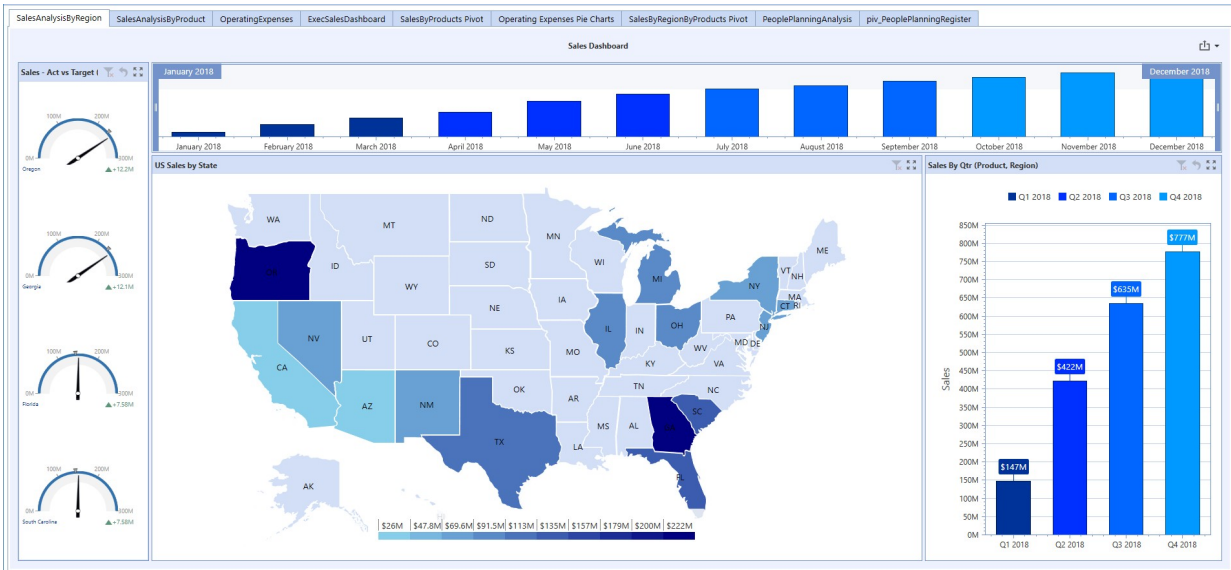 SalesAnalysisByRegion SalesAnalysisByProduct OperatingExpenses ExecSalesDashboard SalesByProducts Pivot Operating Expenses Pie Charts SalesByRegionByProducts Pivot PeoplePlanningAnalysis piv_PeoplePlanningRegister
Sales Dashboard
Sales - Act vs Target (
100M 200M
0M 300M
Oregon +12.2M
100M 200M
0M 300M
Georgia +12.1M
100M 200M
0M 300M
Florida +7.58M
100M 200M
0M 300M
South Carolina +7.58M
January 2018 December 2018
January 2018 February 2018 March 2018 April 2018 May 2018 June 2018 July 2018 August 2018 September 2018 October 2018 November 2018 December 2018
US Sales by State
WA MT ND MN ME
ID SD WI MI VT NH
OR WY NY MA
IA CT RI
NE PA
NV UT IL IN OH NJ
CO MD DE
CA KS MO WV
KY VA
AZ NM OK TN NC
AR
TX MS AL GA SC
LA
AK FL
$26M $47.8M $69.6M $91.5M $113M $135M $157M $179M $200M $222M
Sales By Qtr (Product, Region)
Q1 2018 Q2 2018 Q3 2018 Q4 2018
850M
800M
750M
700M
650M
600M
550M
500M
450M
400M
350M
300M
250M
200M
150M
100M
50M
0M
Sales
$147M
$422M
$635M
$777M
Q1 2018 Q2 2018 Q3 2018 Q4 2018